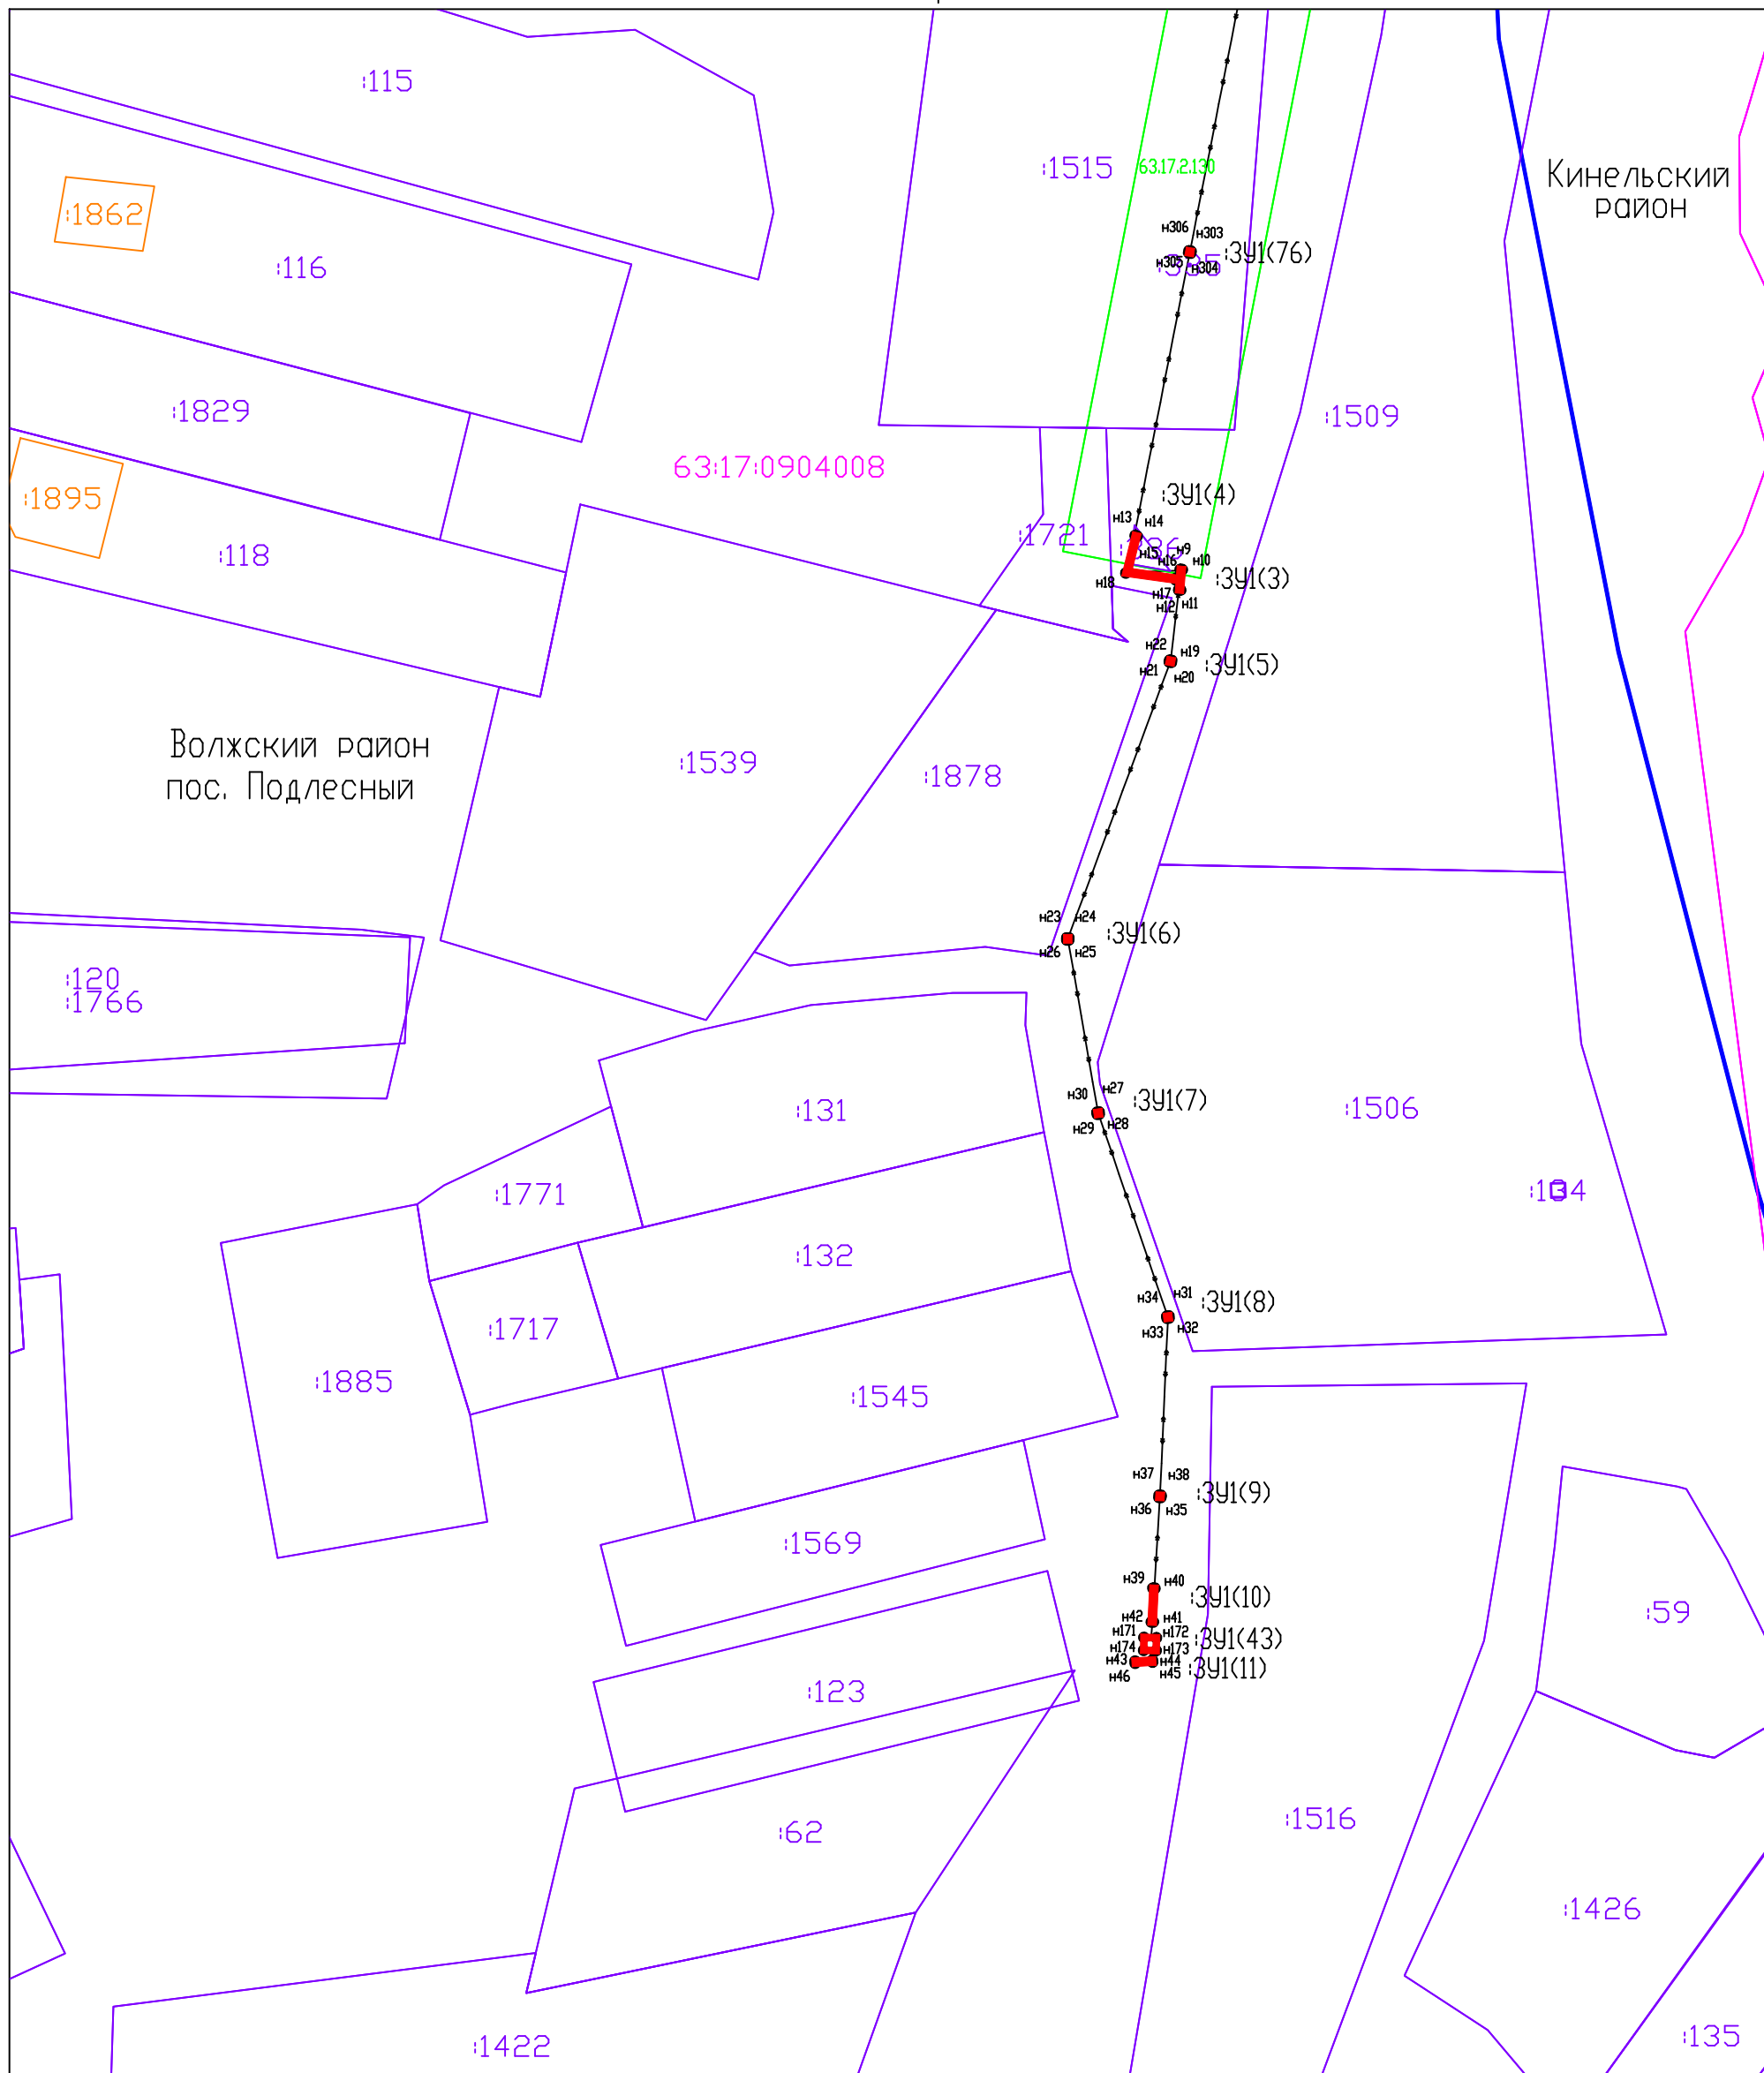 :115
:1515
63.17.2.130
Кинельский
район
:1862
:116
н306
н303
:ЗУ1(76)
н305
н304
:1829
:1509
63:17:0904008
:1895
:ЗУ1(4)
н13
н14
:118
:1721
н15
н16
н9
н10
н18
н17
:ЗУ1(3)
н12
н11
н22
н19
н21
н20
:ЗУ1(5)
Волжский район
пос. Подлесный
:1539
:1878
н23
н24
н26
н25
:ЗУ1(6)
:120
:1766
н30
н27
:ЗУ1(7)
н29
н28
:131
:1506
:1771
:132
н34
н31
:ЗУ1(8)
н33
н32
:1717
:1885
:1545
н37
н38
:ЗУ1(9)
н36
н35
:1569
н39
н40
:ЗУ1(10)
н42
н41
:59
н171
н172
:ЗУ1(43)
н174
н173
н43
н44
:ЗУ1(11)
н46
н45
:123
:62
:1516
:1426
:1422
:135